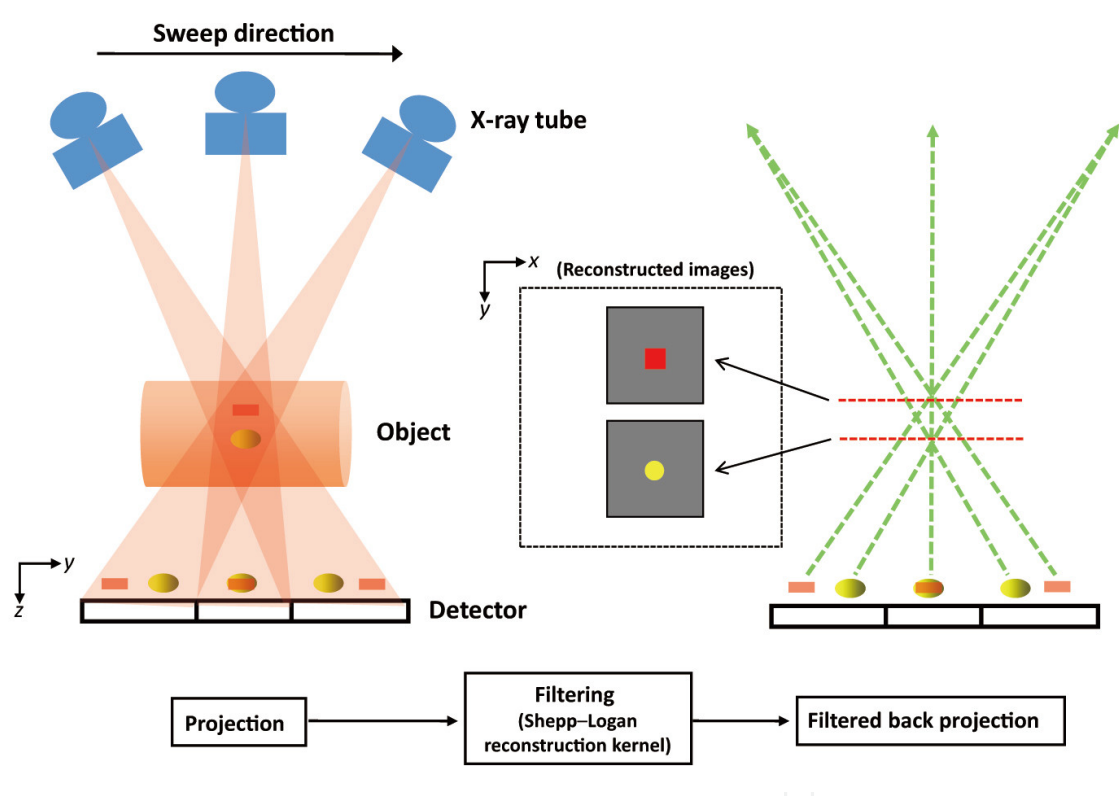 Sweep direction
X-ray tube
x
(Reconstructed images)
y
Object
y
z
Detector
Projection
Filtering
(Shepp–Logan
reconstruction kernel)
Filtered back projection